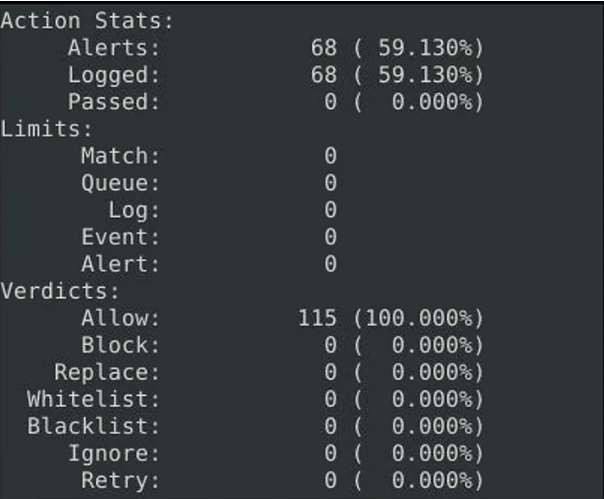 Action Stats:
     Alerts:           68 ( 59.130%)
     Logged:           68 ( 59.130%)
     Passed:            0 (  0.000%)
Limits:
      Match:            0
      Queue:            0
        Log:            0
      Event:            0
      Alert:            0
Verdicts:
      Allow:          115 (100.000%)
      Block:            0 (  0.000%)
    Replace:            0 (  0.000%)
  Whitelist:            0 (  0.000%)
  Blacklist:            0 (  0.000%)
     Ignore:            0 (  0.000%)
      Retry:            0 (  0.000%)